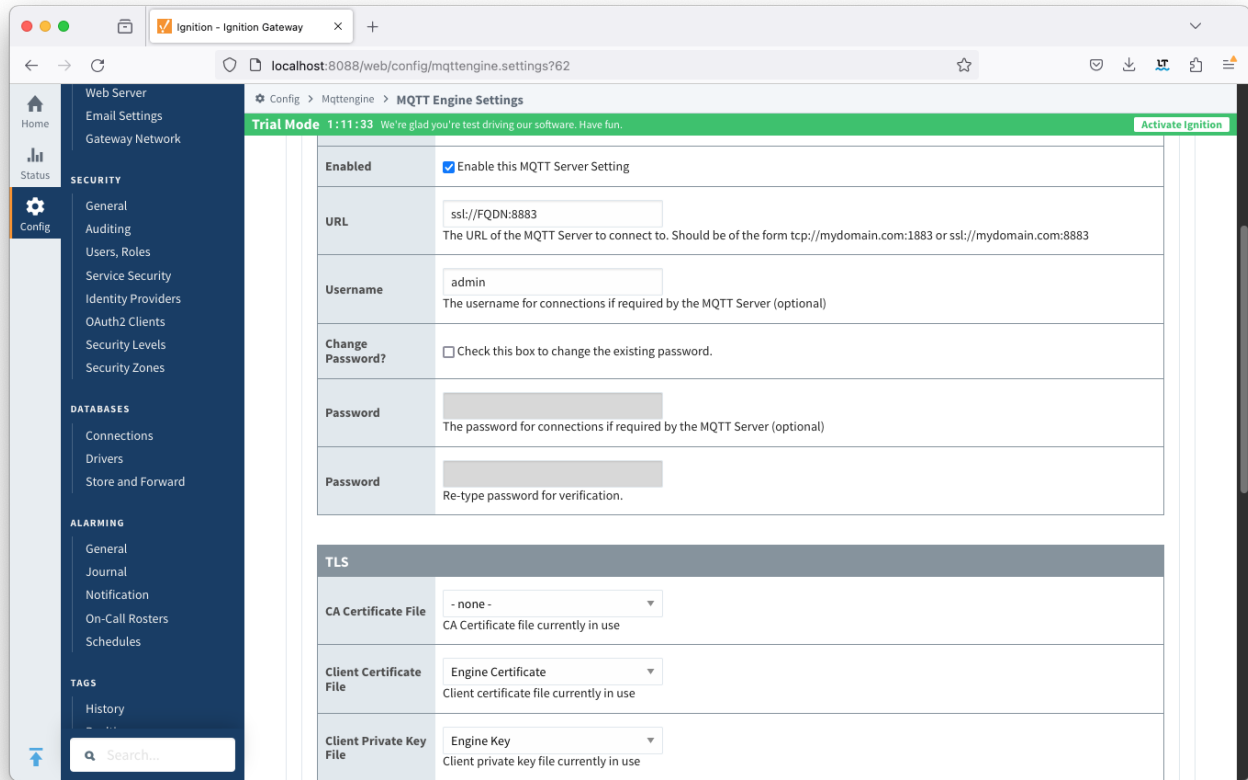 Ignition - Ignition Gateway
localhost:8088/web/config/mqttengine.settings?62
Home
Status
Config
Web Server
Email Settings
Gateway Network
SECURITY
General
Auditing
Users, Roles
Service Security
Identity Providers
OAuth2 Clients
Security Levels
Security Zones
DATABASES
Connections
Drivers
Store and Forward
ALARMING
General
Journal
Notification
On-Call Rosters
Schedules
TAGS
History
Search...
Config > Mqttengine > MQTT Engine Settings
Trial Mode 1:11:33 We're glad you're test driving our software. Have fun.
Activate Ignition
Enabled
Enable this MQTT Server Setting
URL
ssl://FQDN:8883
The URL of the MQTT Server to connect to. Should be of the form tcp://mydomain.com:1883 or ssl://mydomain.com:8883
Username
admin
The username for connections if required by the MQTT Server (optional)
Change
Password?
Check this box to change the existing password.
Password
The password for connections if required by the MQTT Server (optional)
Password
Re-type password for verification.
TLS
CA Certificate File
- none -
CA Certificate file currently in use
Client Certificate
File
Engine Certificate
Client certificate file currently in use
Client Private Key
File
Engine Key
Client private key file currently in use